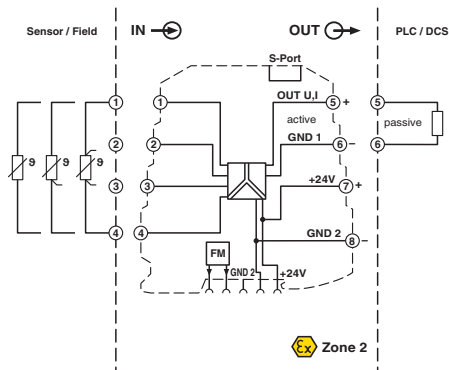 Sensor / Field
IN
OUT
PLC / DCS
S-Port
1
1
OUT U,I
5
+
5
active
passive
2
2
GND 1
6
–
6
ϑ
ϑ
ϑ
3
3
+24V
7
+
4
4
GND 2
8
–
FM
GND 2
+24V
Ex
Zone 2